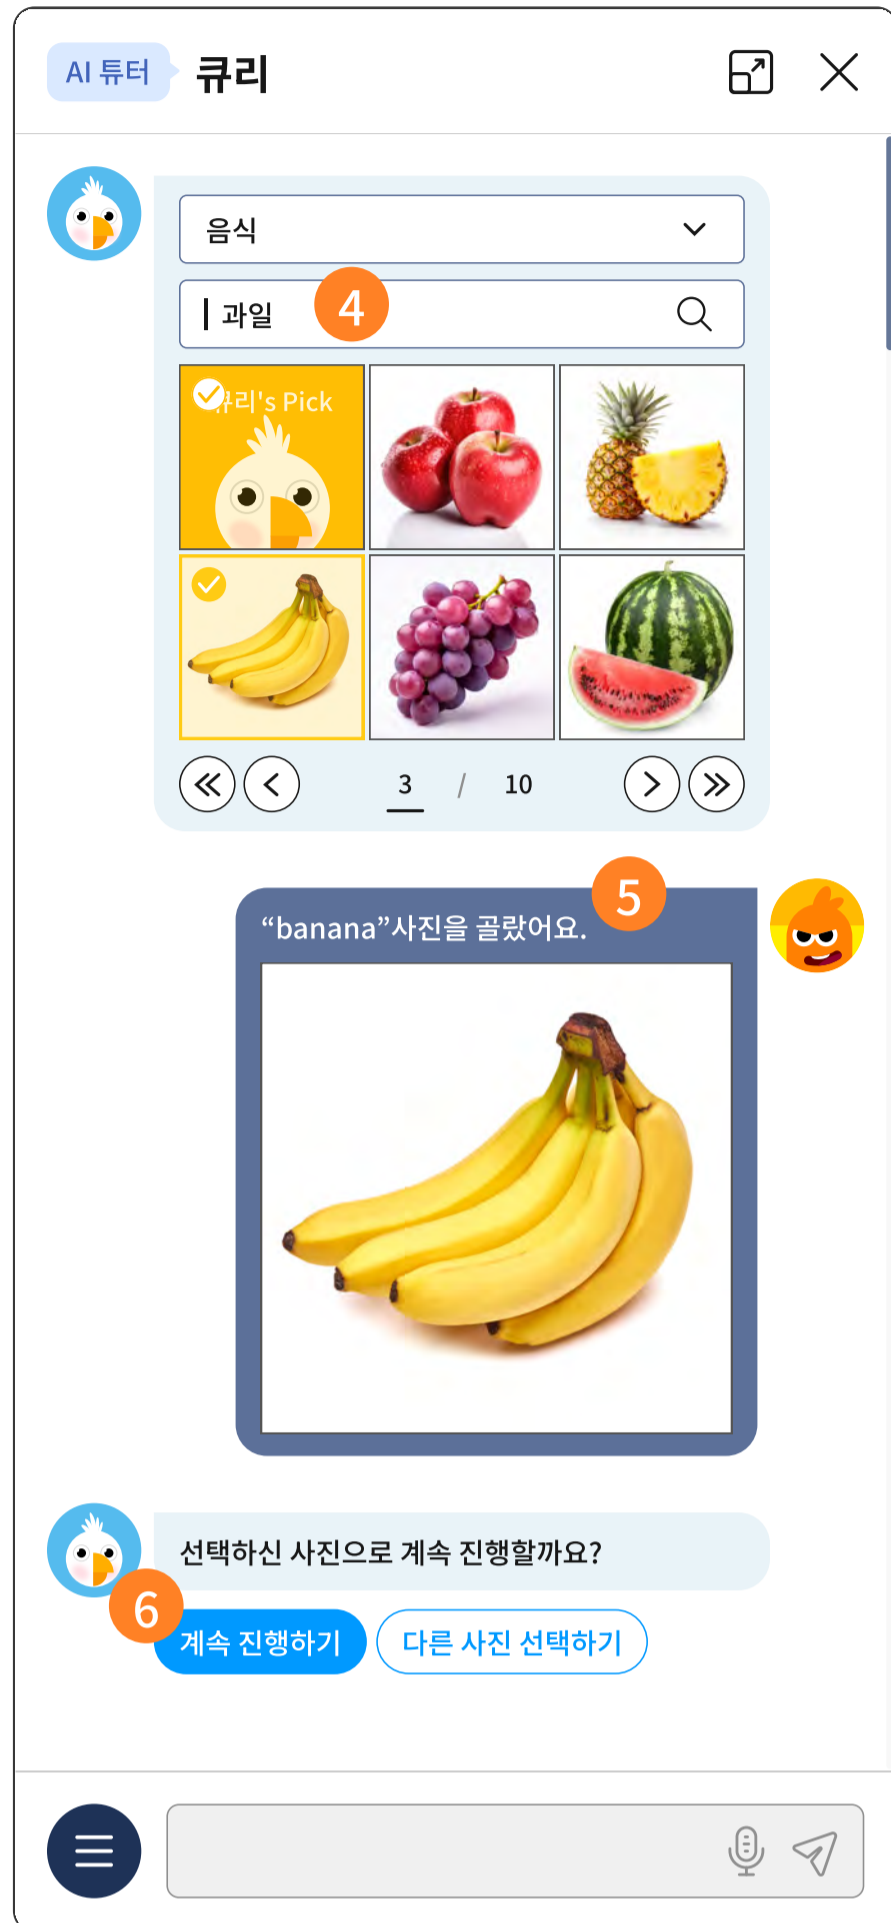 AI 튜터 큐리
음식
과일
4
큐리's Pick
3 / 10
5
“banana”사진을 골랐어요.
선택하신 사진으로 계속 진행할까요?
6
계속 진행하기 다른 사진 선택하기